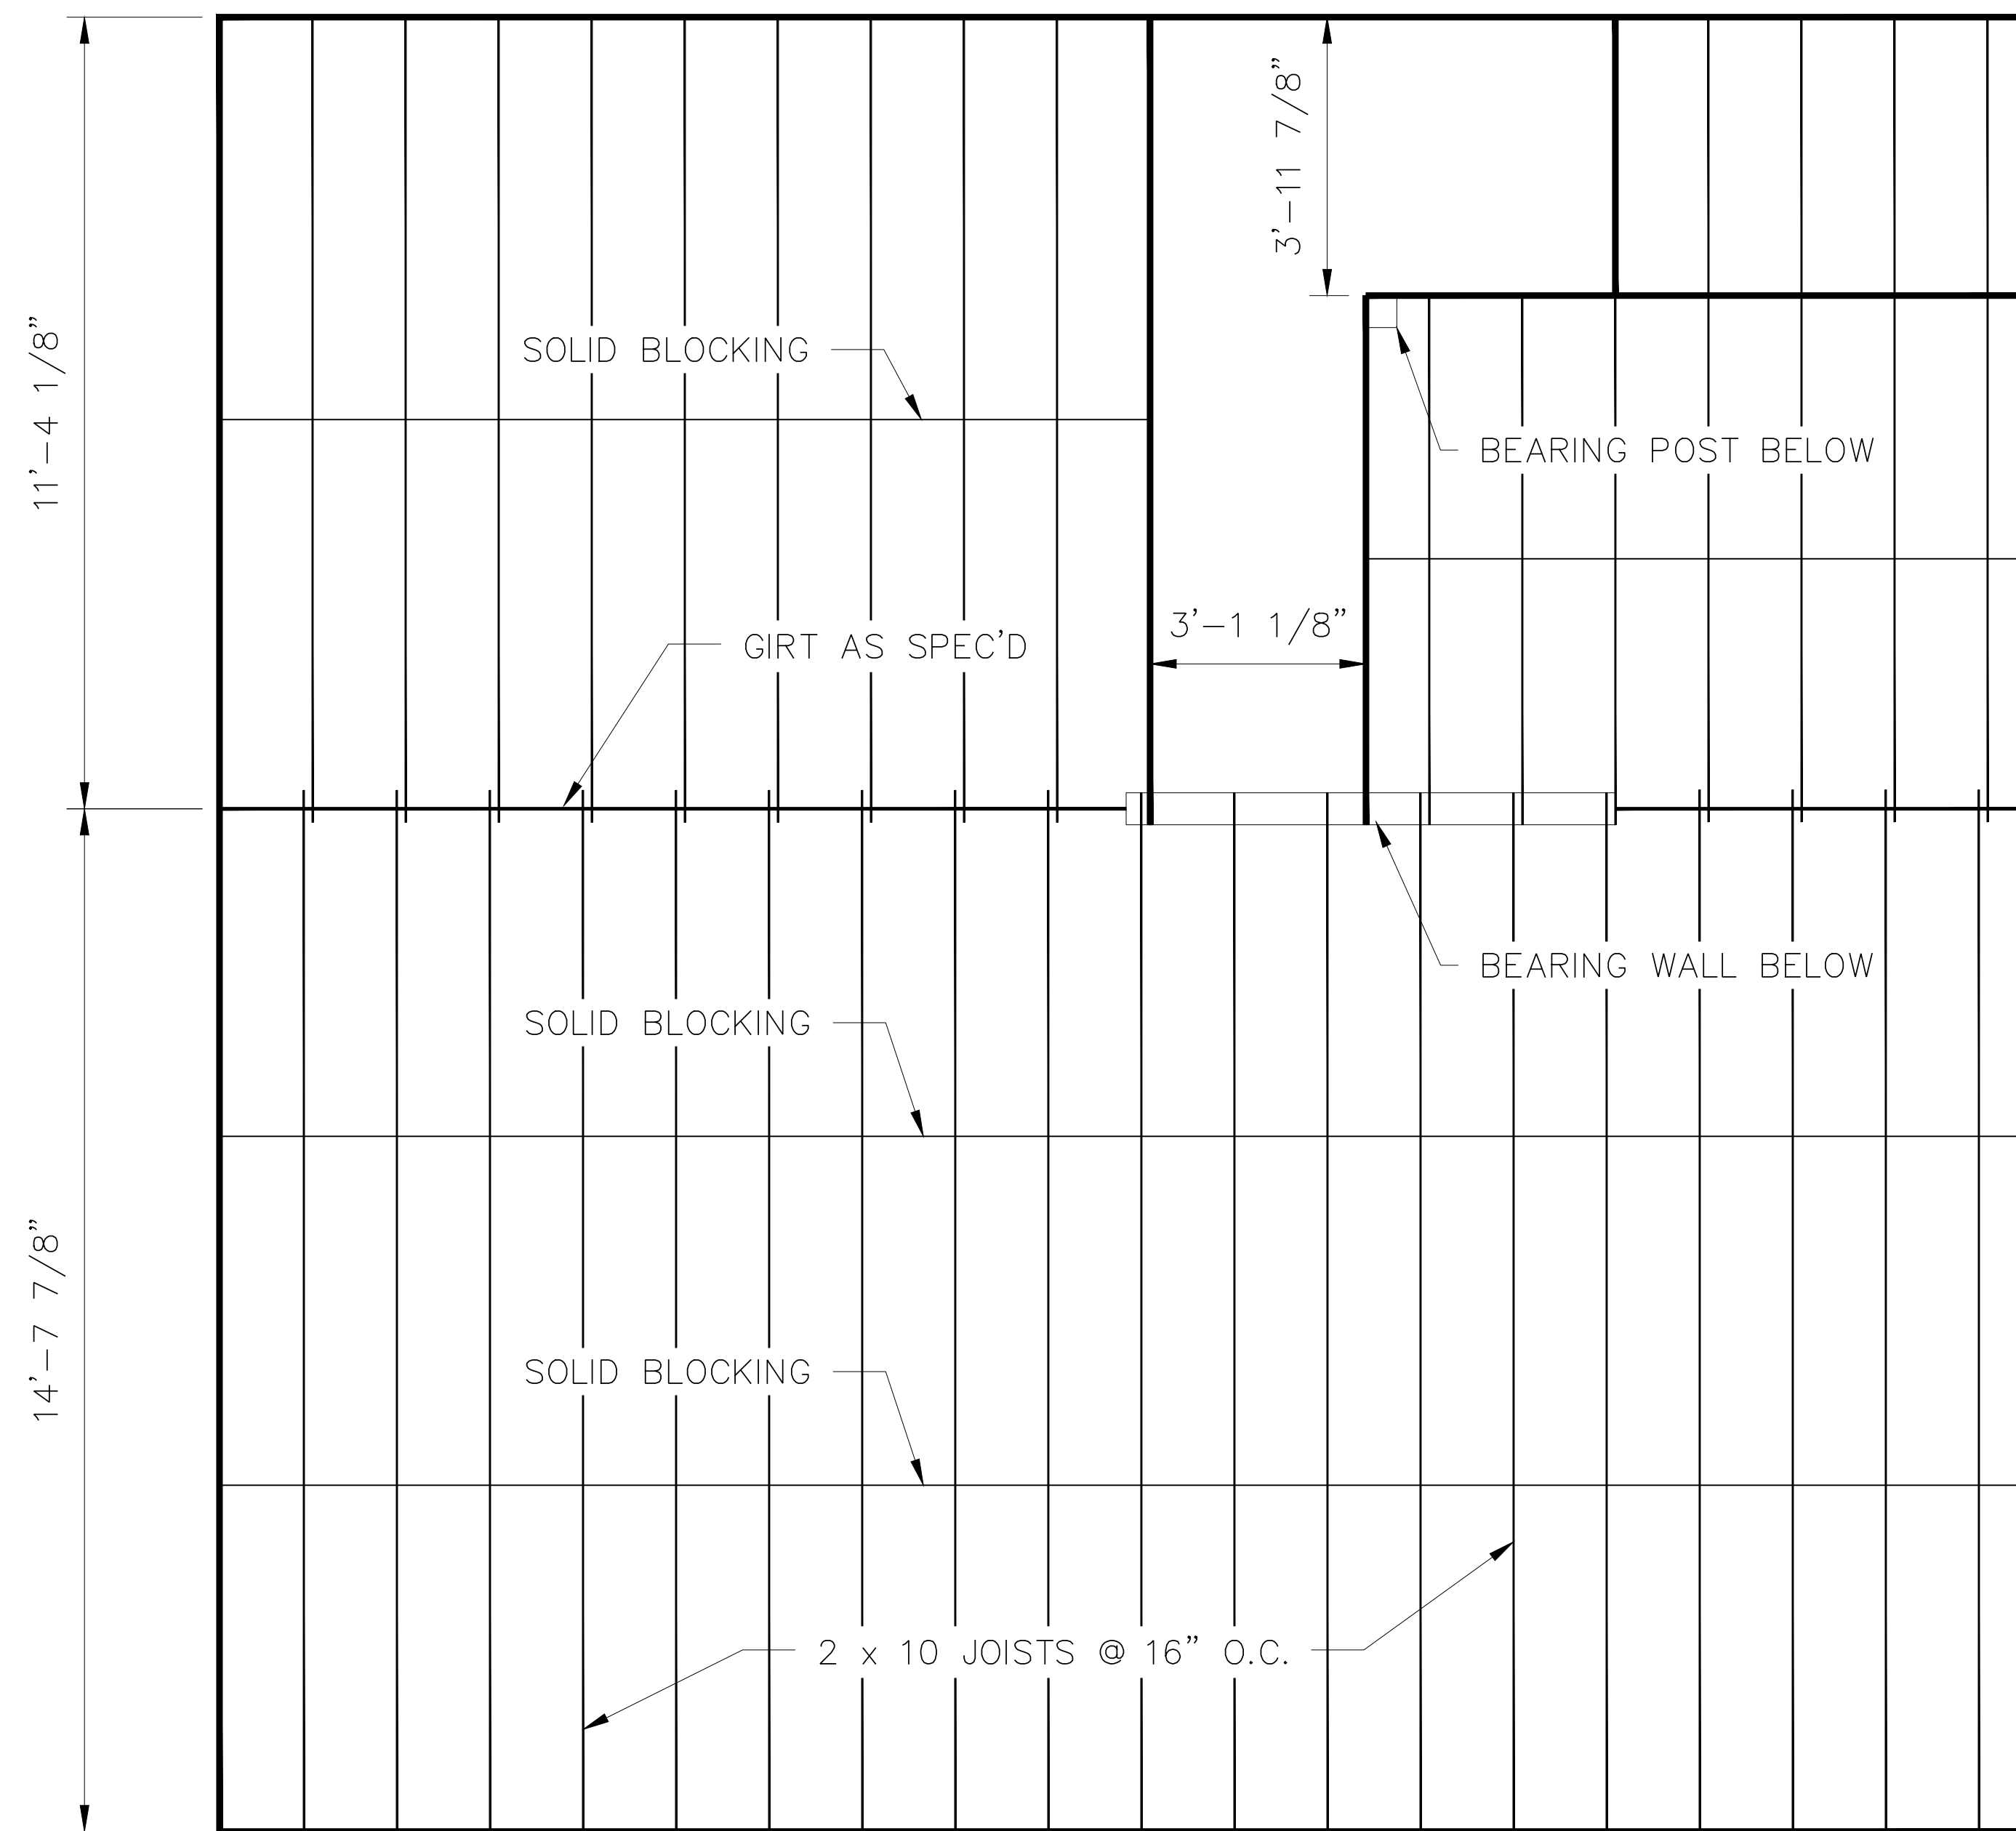 3'-11 7/8"
11'-4 1/8"
SOLID BLOCKING
BEARING POST BELOW
3'-1 1/8"
GIRT AS SPEC'D
BEARING WALL BELOW
SOLID BLOCKING
14'-7 7/8"
SOLID BLOCKING
2 x 10 JOISTS @ 16" O.C.